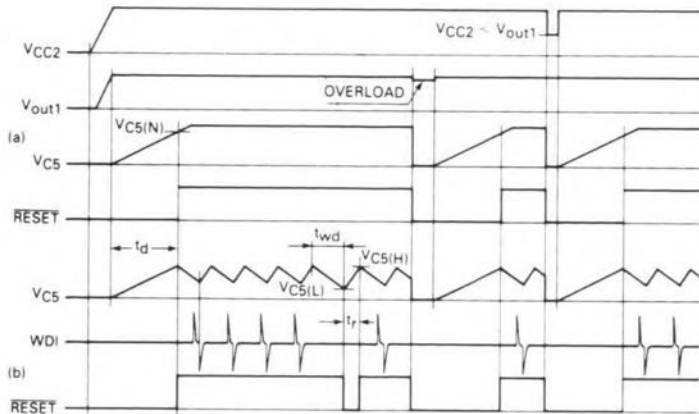 VCC2 < Vout1
VCC2
OVERLOAD
Vout1
VC5(N)
(a)
VC5
RESET
td
twd
VC5(H)
VC5
VC5(L)
tr
WDI
(b)
RESET